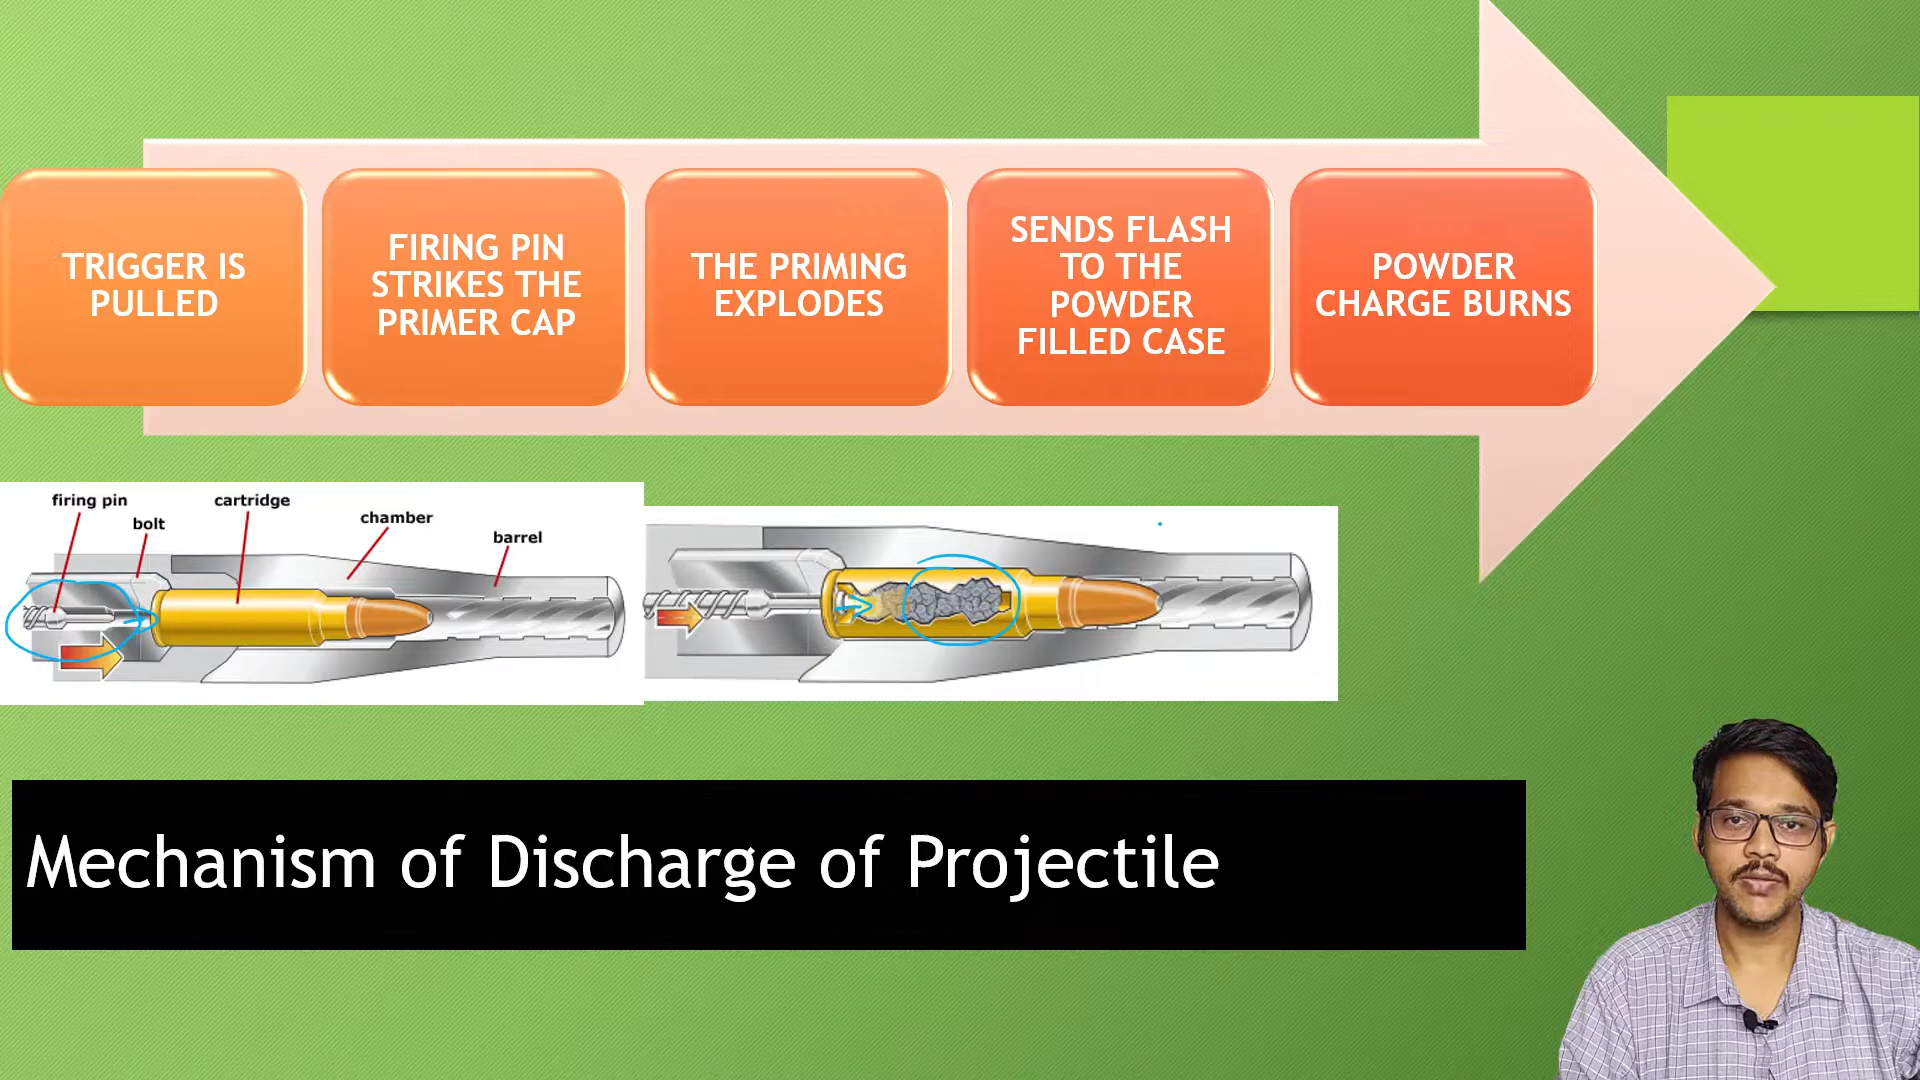 TRIGGER IS
PULLED
FIRING PIN
STRIKES THE
PRIMER CAP
THE PRIMING
EXPLODES
SENDS FLASH
TO THE
POWDER
FILLED CASE
POWDER
CHARGE BURNS
firing pin
bolt
cartridge
chamber
barrel
Mechanism of Discharge of Projectile